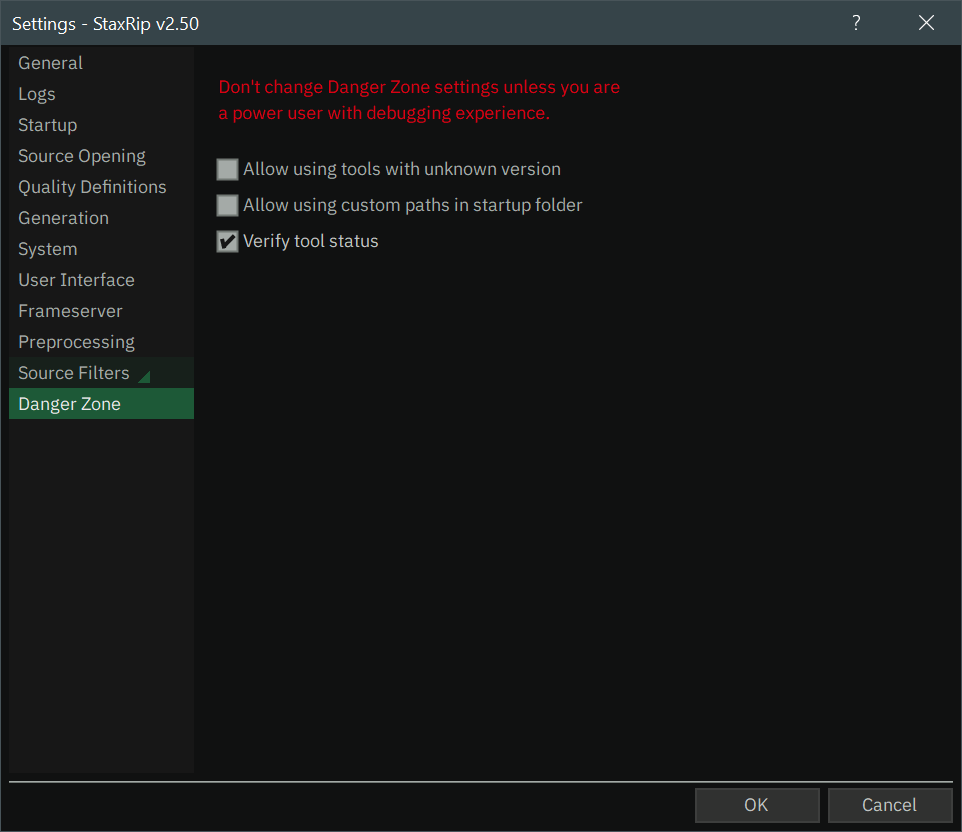 Settings - StaxRip v2.50
?
General
Logs
Startup
Source Opening
Quality Definitions
Generation
System
User Interface
Frameserver
Preprocessing
Source Filters
Danger Zone
Don't change Danger Zone settings unless you are
a power user with debugging experience.
Allow using tools with unknown version
Allow using custom paths in startup folder
Verify tool status
OK
Cancel